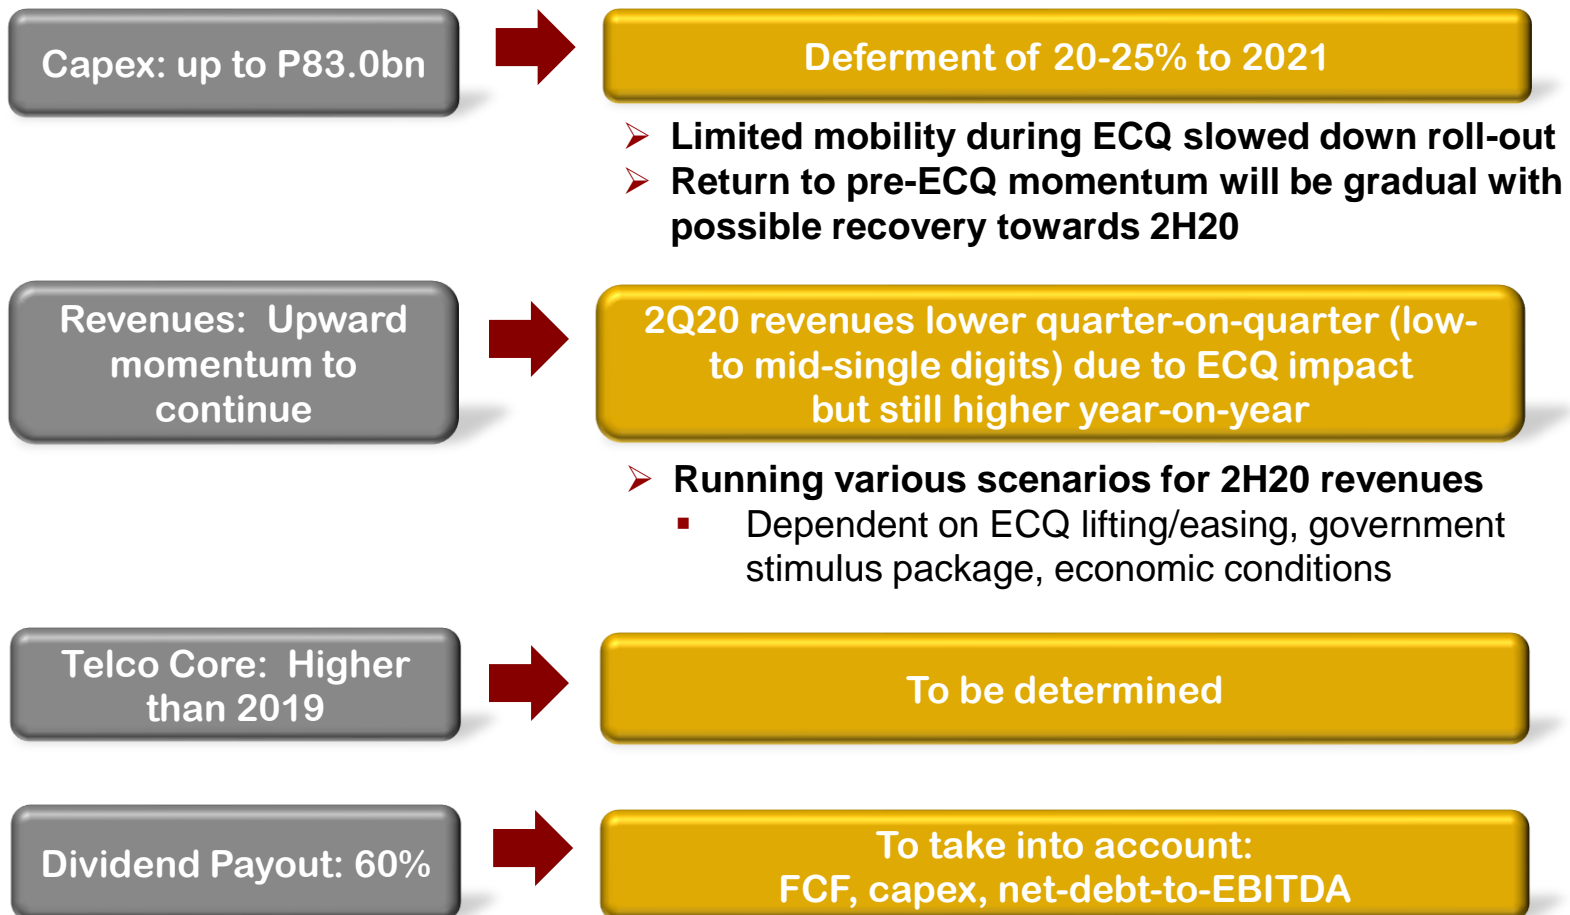 Capex: up to P83.0bn
Deferment of 20-25% to 2021
➢ Limited mobility during ECQ slowed down roll-out
➢ Return to pre-ECQ momentum will be gradual with
possible recovery towards 2H20
Revenues: Upward
momentum to
continue
2Q20 revenues lower quarter-on-quarter (low-
to mid-single digits) due to ECQ impact
but still higher year-on-year
➢ Running various scenarios for 2H20 revenues
▪ Dependent on ECQ lifting/easing, government
stimulus package, economic conditions
Telco Core: Higher
than 2019
To be determined
Dividend Payout: 60%
To take into account:
FCF, capex, net-debt-to-EBITDA